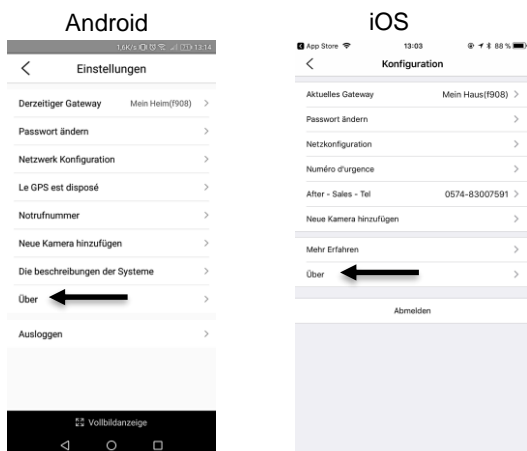 Android
1,6K/s 13:14
Einstellungen
Derzeitiger Gateway Mein Heim(f908)
Passwort ändern
Netzwerk Konfiguration
Le GPS est disposé
Notrufnummer
Neue Kamera hinzufügen
Die beschreibungen der Systeme
Über
Ausloggen
Vollbildanzeige
iOS
App Store 13:03 88 %
Konfiguration
Aktuelles Gateway Mein Haus(f908)
Passwort ändern
Netzkonfiguration
Numéro d'urgence
After - Sales - Tel 0574-83007591
Neue Kamera hinzufügen
Mehr Erfahren
Über
Abmelden